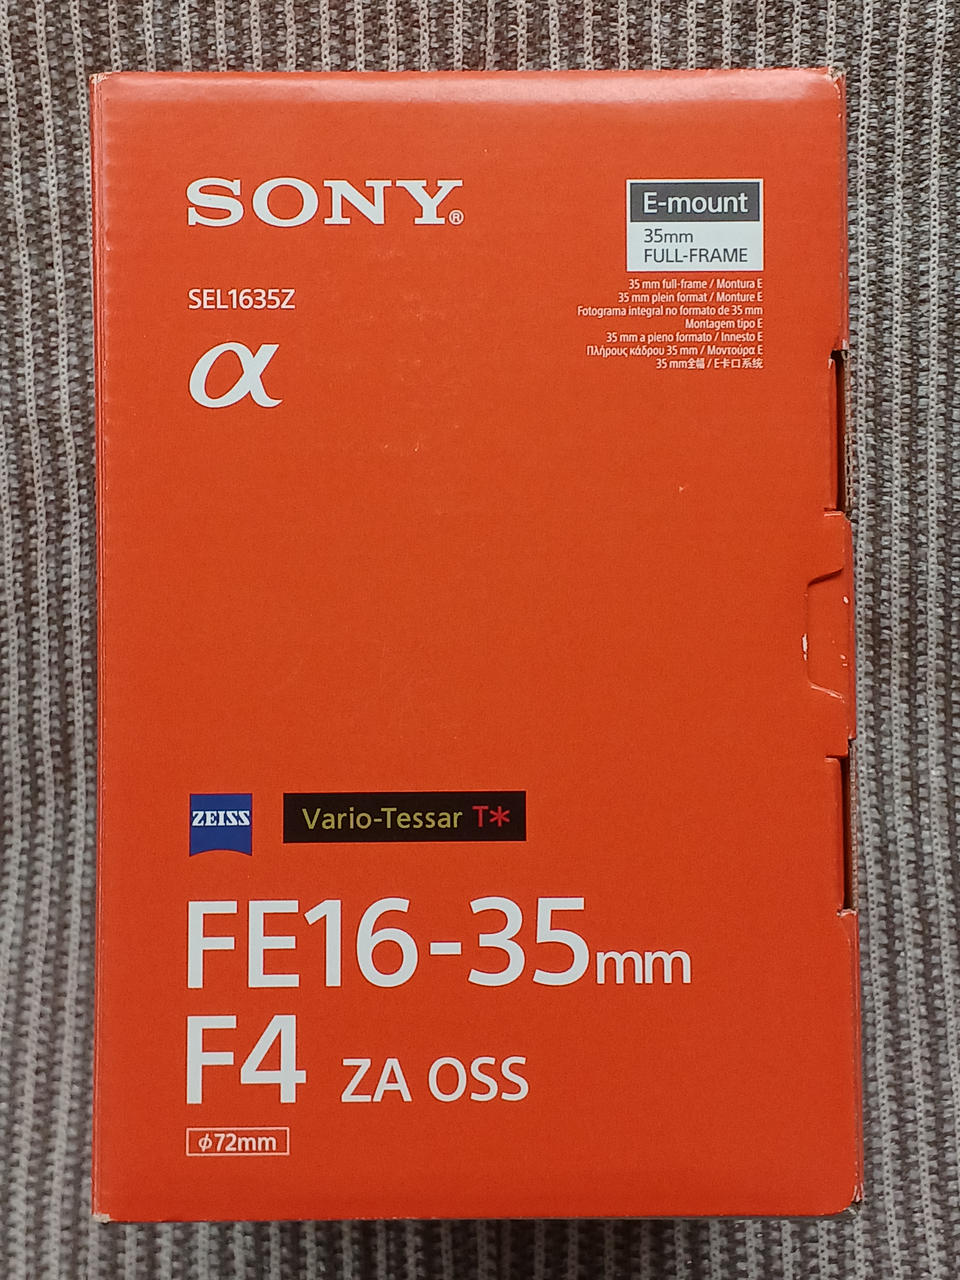 SONY®
E-mount
35mm
FULL-FRAME
35 mm full-frame / Montura E
35 mm plein format / Monture E
Fotograma integral no formato de 35 mm
Montagem tipo E
35 mm a pieno formato / Innesto E
Πλήρους κάδρου 35 mm / Μοντούρα E
35 mm全幅 / E卡口系统
SEL1635Z
α
ZEISS
Vario-Tessar T*
FE16-35mm
F4 ZA OSS
ϕ72mm